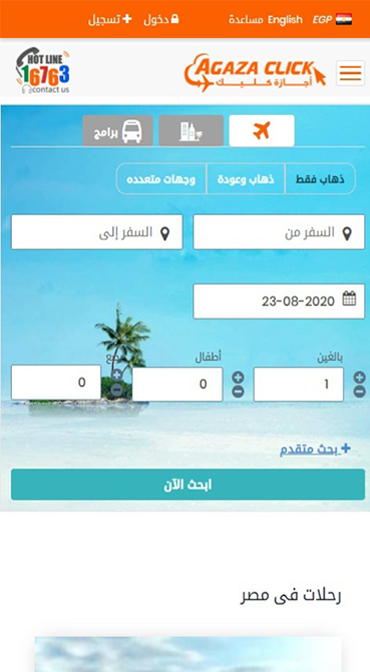 EGP English مساعدة دخول تسجيل
AGAZA CLICK
أجـازة كـلـيـك
HOT LINE
16763
contact us
برامج
ذهاب فقط ذهاب وعودة وجهات متعدده
السفر من السفر إلى
23-08-2020
بالغين أطفال رضع
1 0 0
+ بحث متقدم
ابحث الآن
رحلات فى مصر